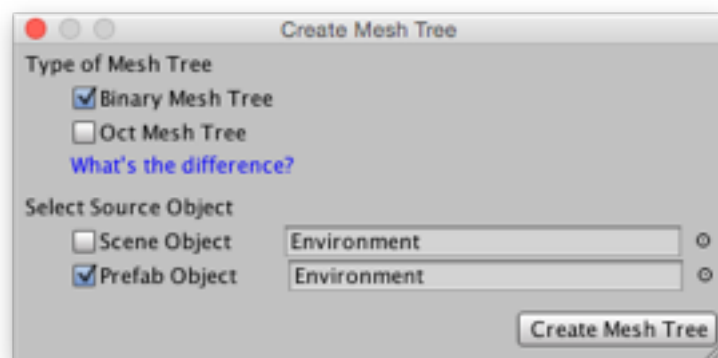 Create Mesh Tree
Type of Mesh Tree
Binary Mesh Tree
Oct Mesh Tree
What's the difference?
Select Source Object
Scene Object Environment
Prefab Object Environment
Create Mesh Tree